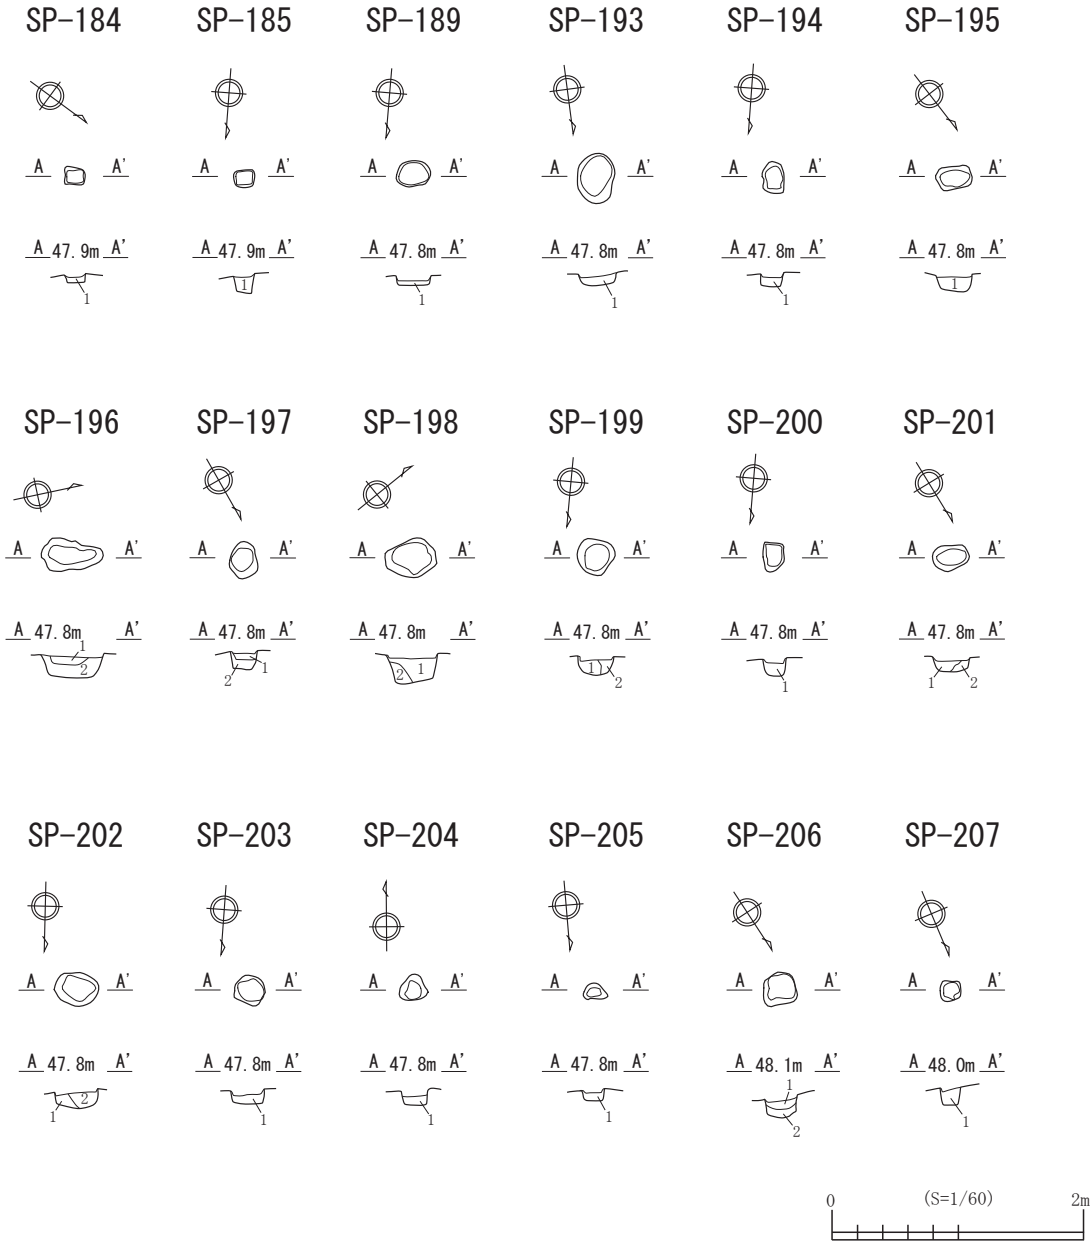 SP-184 SP-185 SP-189 SP-193 SP-194 SP-195
A A' A A' A A' A A' A A' A A'
A 47.9m A' A 47.9m A' A 47.8m A' A 47.8m A' A 47.8m A' A 47.8m A'
1 1 1 1 1 1
SP-196 SP-197 SP-198 SP-199 SP-200 SP-201
A A' A A' A A' A A' A A' A A'
A 47.8m A' A 47.8m A' A 47.8m A' A 47.8m A' A 47.8m A' A 47.8m A'
1 2 1 2 2 1 1 2 1 1 2
SP-202 SP-203 SP-204 SP-205 SP-206 SP-207
A A' A A' A A' A A' A A' A A'
A 47.8m A' A 47.8m A' A 47.8m A' A 47.8m A' A 48.1m A' A 48.0m A'
1 2 1 1 1 1 2 1
0 (S=1/60) 2m